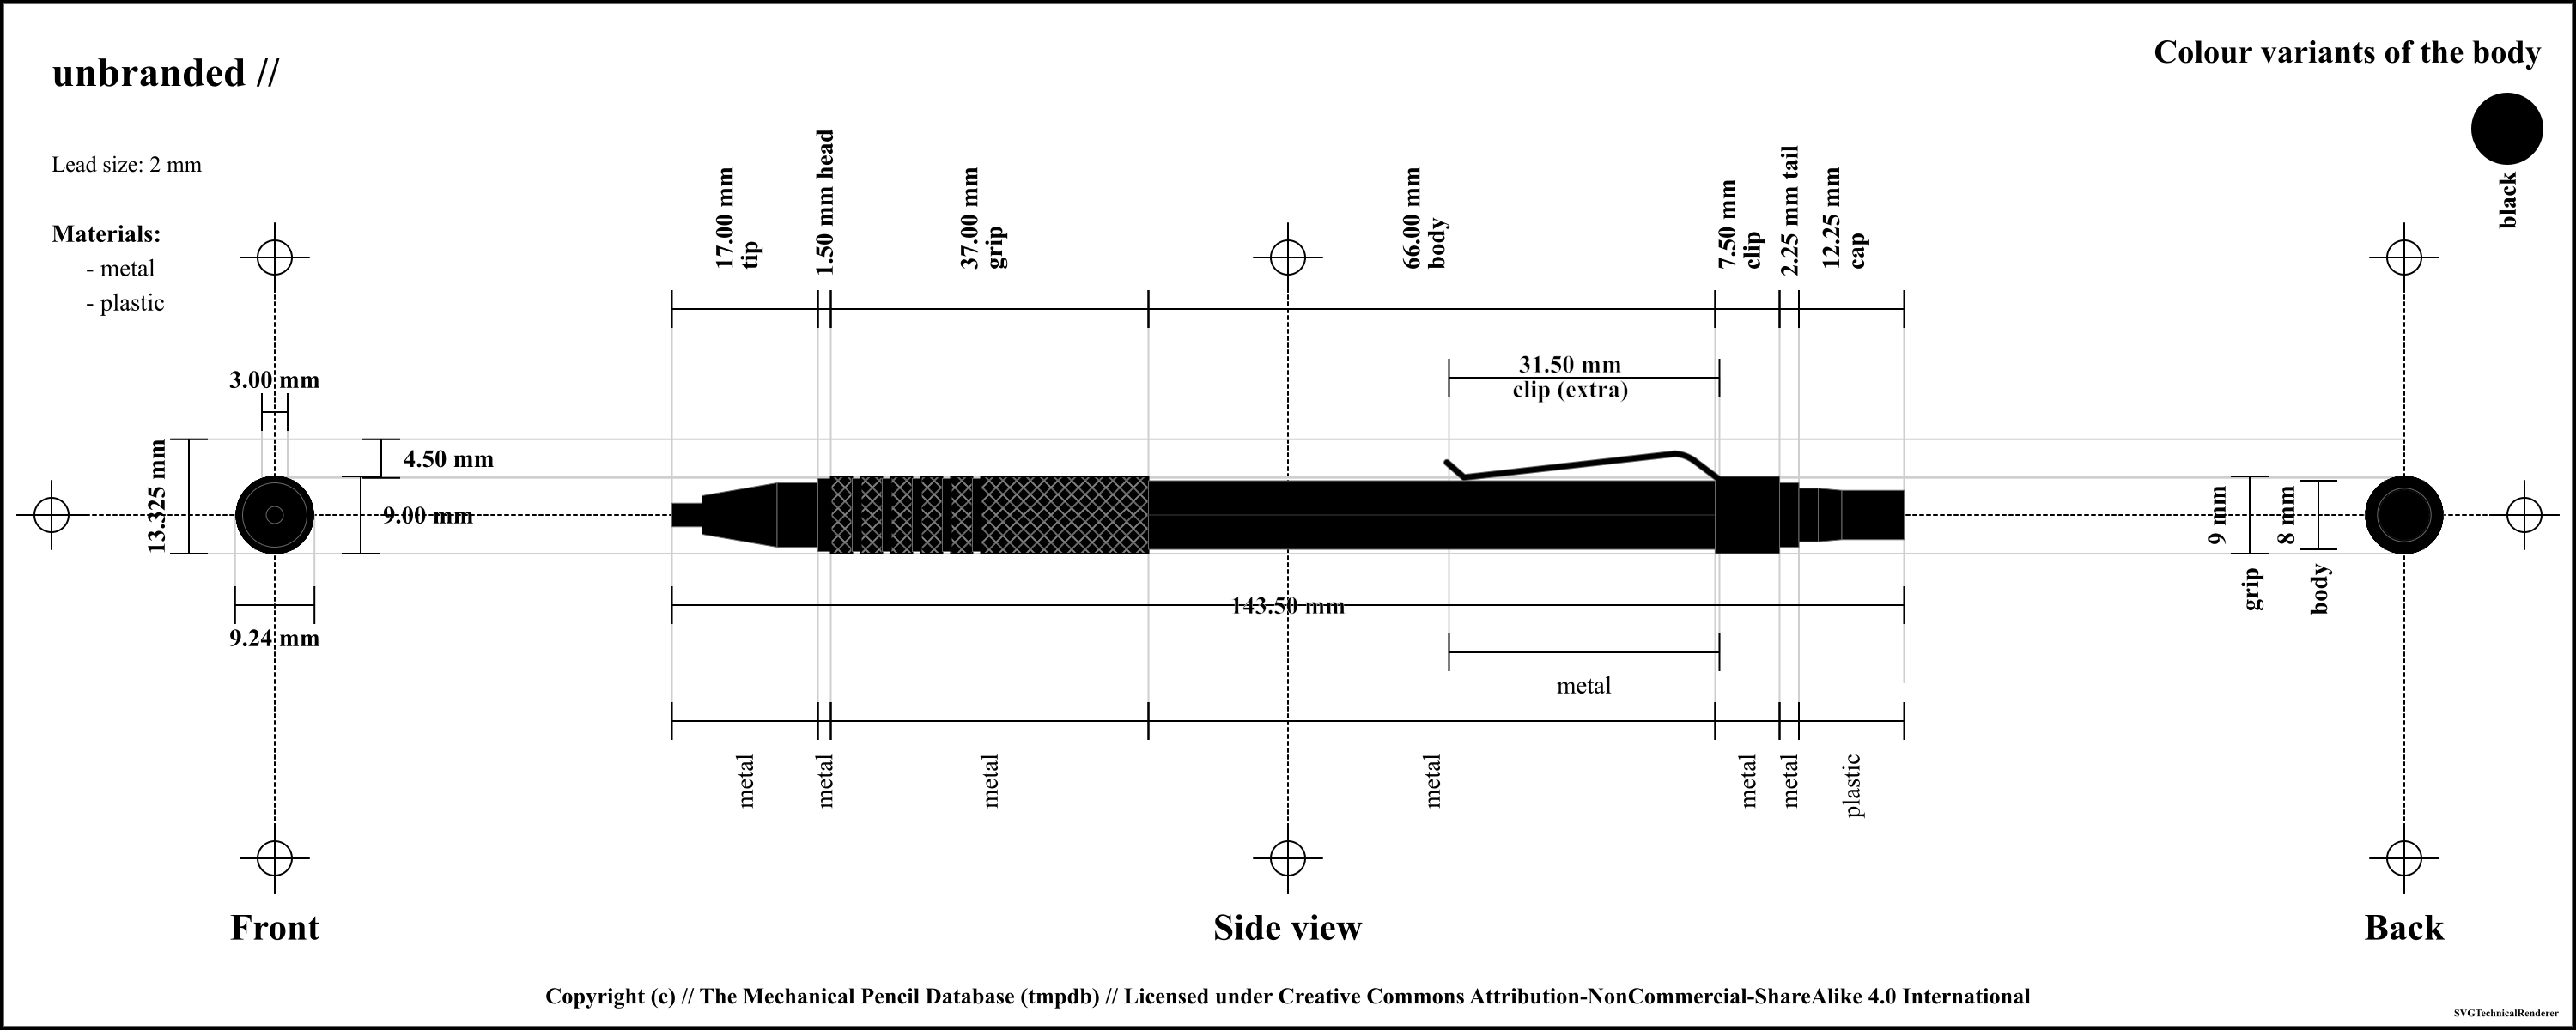 unbranded //
Colour variants of the body
black
Lead size: 2 mm
Materials:
- metal
- plastic
17.00 mm
tip
1.50 mm head
37.00 mm
grip
66.00 mm
body
7.50 mm
clip
2.25 mm tail
12.25 mm
cap
31.50 mm
clip (extra)
3.00 mm
13.325 mm
4.50 mm
9.00 mm
9.24 mm
9 mm
grip
8 mm
body
143.50 mm
metal
metal
metal
metal
metal
metal
metal
plastic
Front
Side view
Back
Copyright (c) // The Mechanical Pencil Database (tmpdb) // Licensed under Creative Commons Attribution-NonCommercial-ShareAlike 4.0 International
SVGTechnicalRenderer